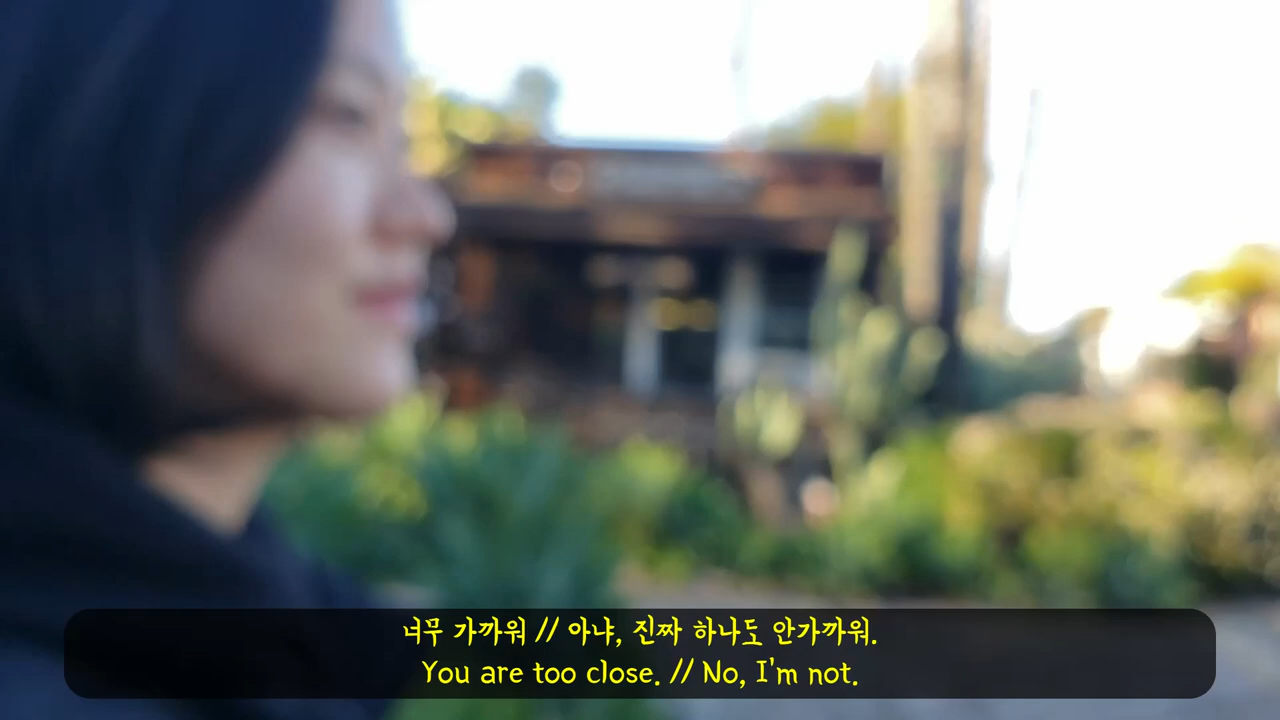 너무 가까워 // 아냐, 진짜 하나도 안가까워.
You are too close. // No, I'm not.